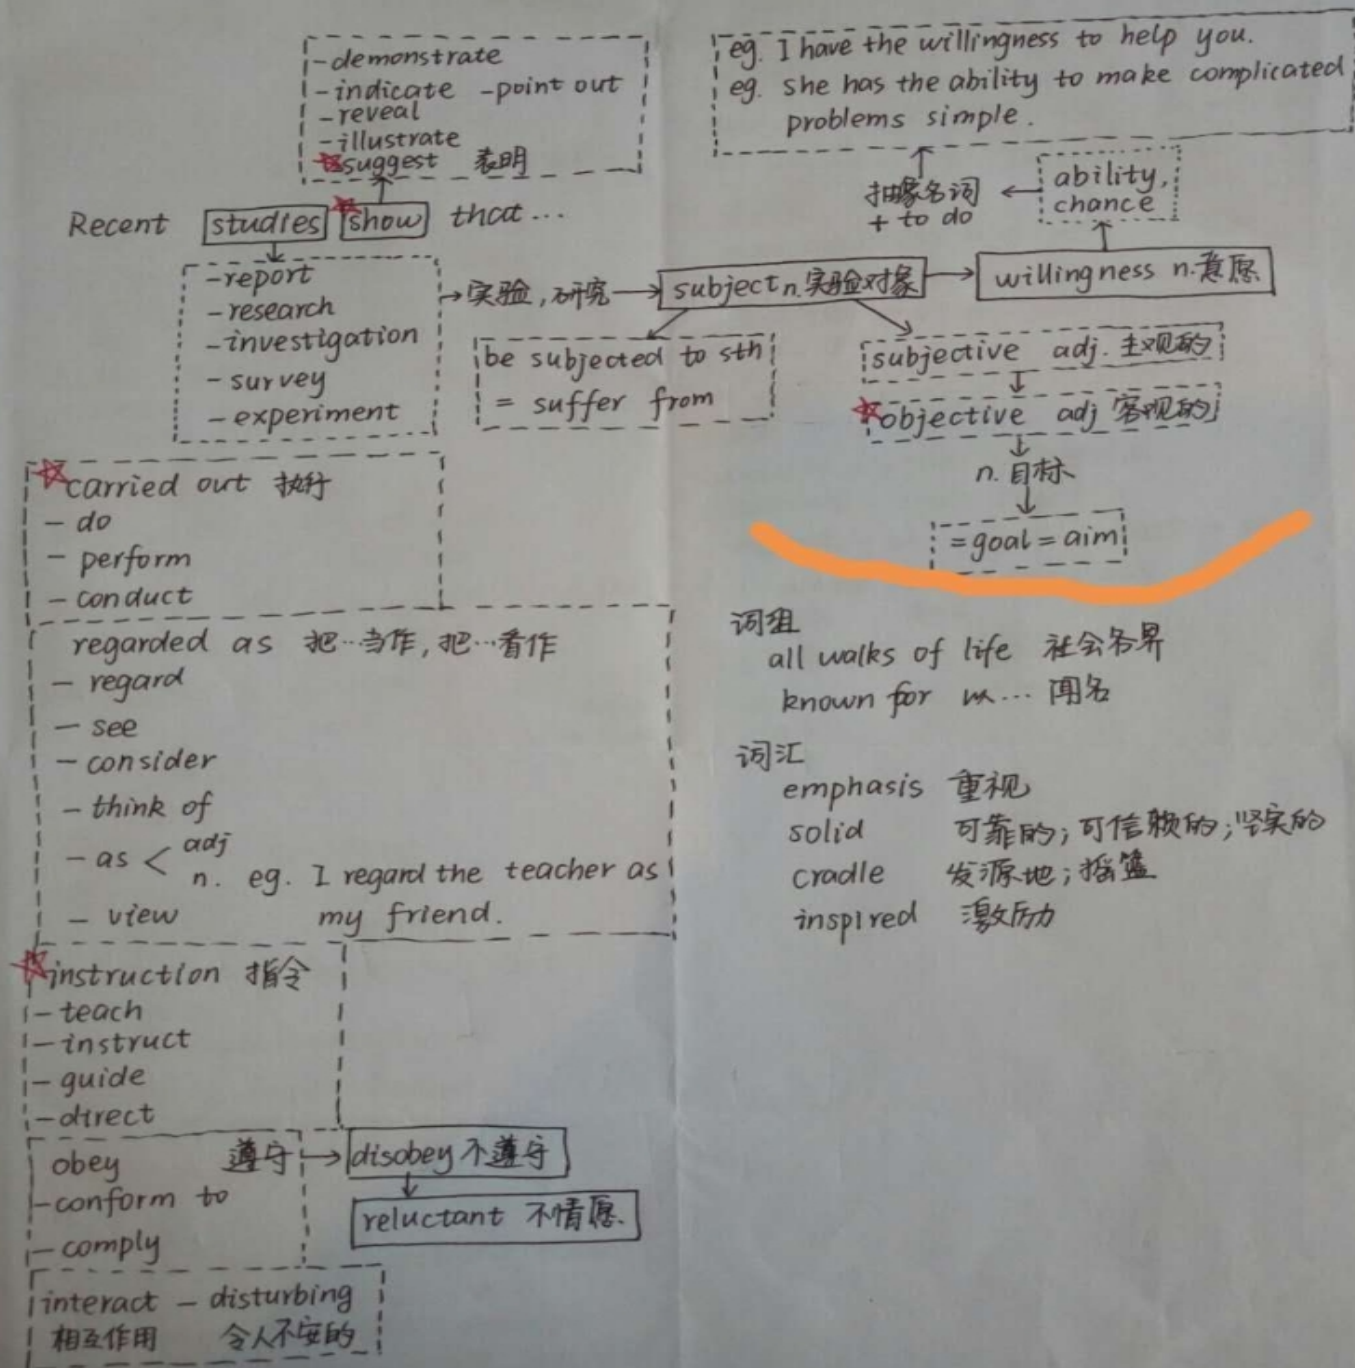 -demonstrate
-indicate -point out
-reveal
-illustrate
suggest 表明
Recent studies show that...
-report
-research
-investigation
-survey
-experiment
实验,研究
subject n.实验对象
willingness n.意愿
ability,
chance
抽象名词
+ to do
eg. I have the willingness to help you.
eg. she has the ability to make complicated
problems simple.
be subjected to sth
= suffer from
subjective adj. 主观的
objective adj 客观的
n. 目标
=goal=aim
carried out 执行
- do
- perform
- conduct
regarded as 把…当作,把…看作
- regard
- see
- consider
- think of
- as < adj
n. eg. I regard the teacher as
- view my friend.
instruction 指令
- teach
- instruct
- guide
- direct
obey 遵守
disobey 不遵守
reluctant 不情愿.
-conform to
- comply
interact - disturbing
相互作用 令人不安的
词组
all walks of life 社会各界
known for 以… 闻名
词汇
emphasis 重视
solid 可靠的;可信赖的;坚实的
cradle 发源地;摇篮
inspired 激励